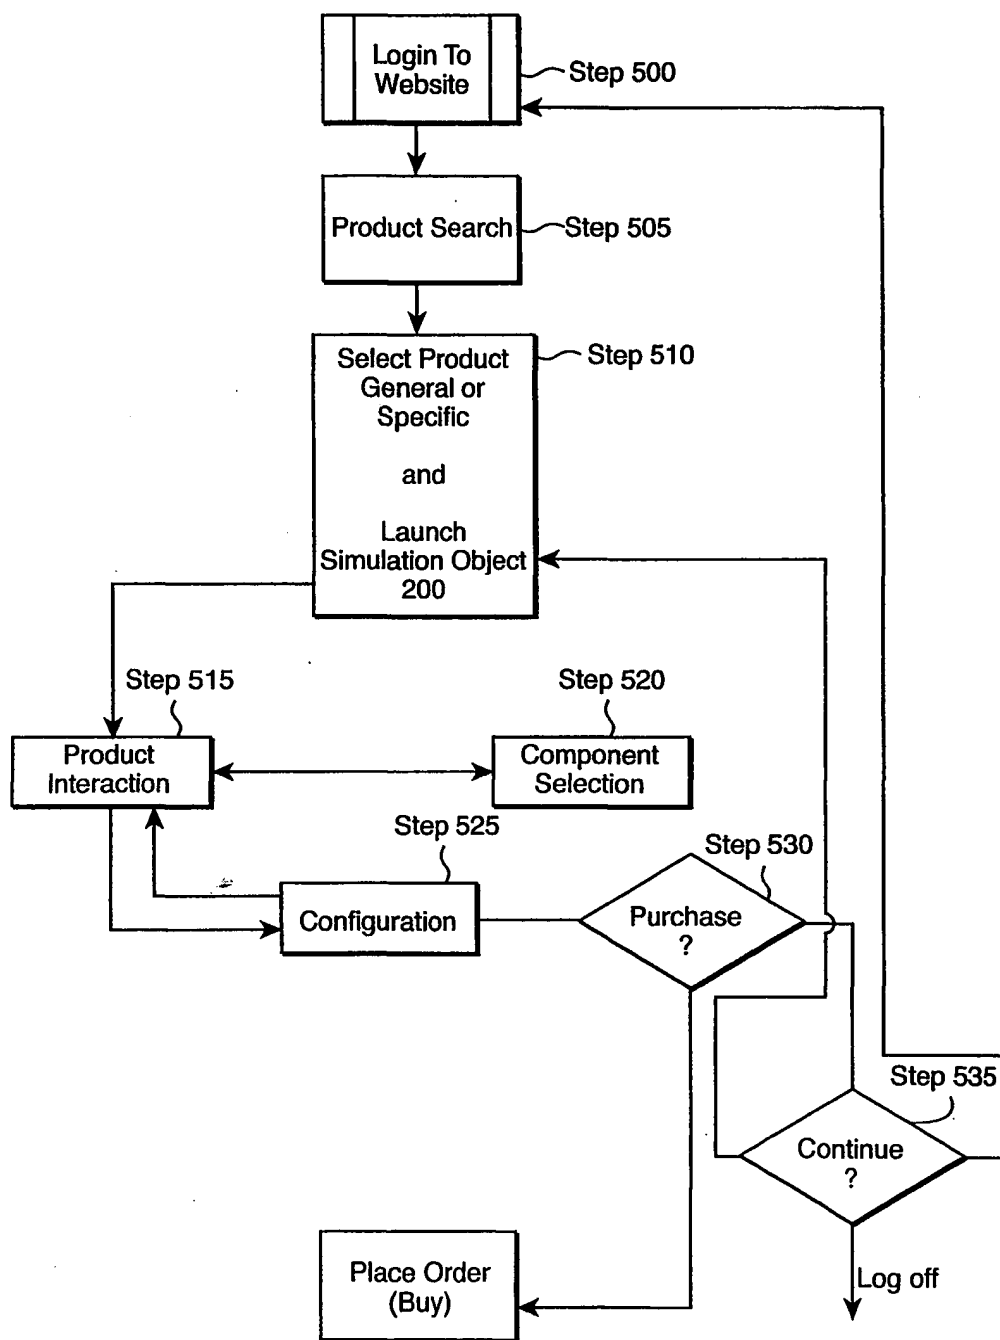 Login To
Website
Step 500
Product Search
Step 505
Select Product
General or
Specific
and
Launch
Simulation Object
200
Step 510
Step 515
Product
Interaction
Step 520
Component
Selection
Step 525
Configuration
Step 530
Purchase
?
Step 535
Continue
?
Place Order
(Buy)
Log off